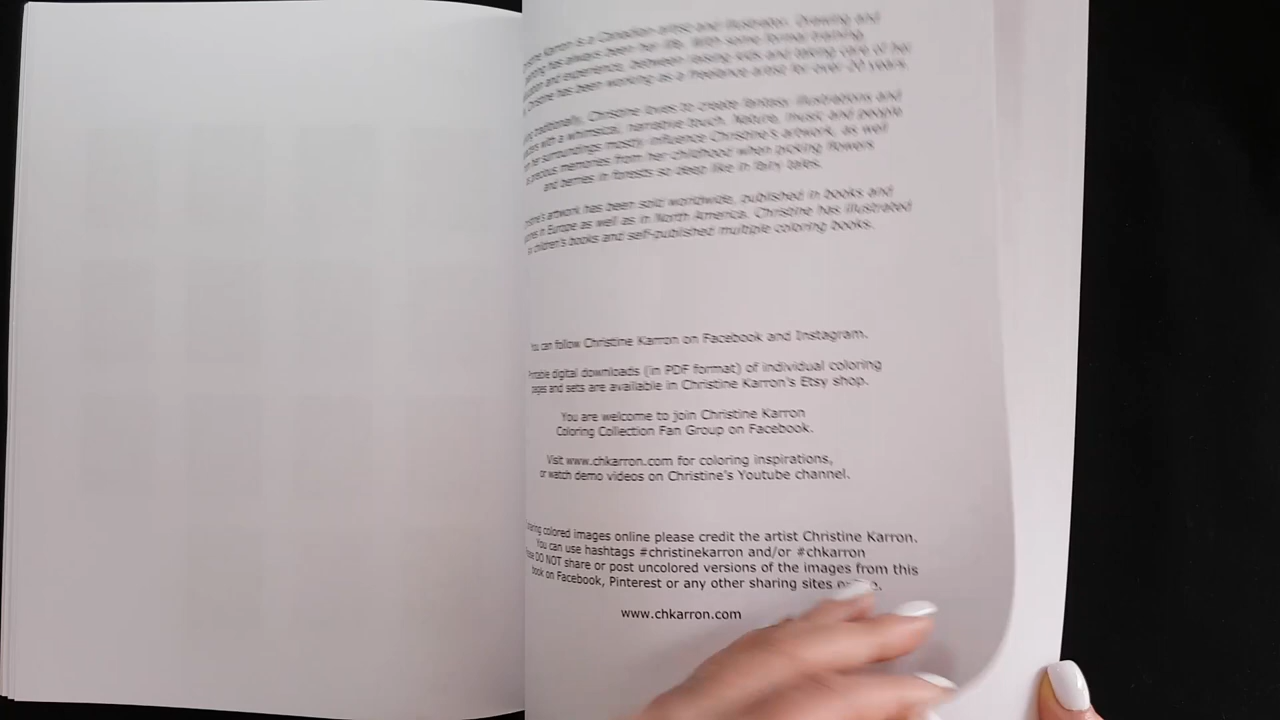 Karron is a Canadian artist and illustrator. Drawing and
has always been her life. With some formal training,
and experience, between raising kids and taking care of her
Christine has been working as a freelance artist for over 20 years.
traditionally, Christine loves to create fantasy illustrations and
with a whimsical, narrative touch. Nature, music and people
her surroundings mostly influence Christine's artwork, as well
precious memories from her childhood when picking flowers
and berries in forests so deep like in fairy tales.
artwork has been sold worldwide, published in books and
in Europe as well as in North America. Christine has illustrated
children's books and self-published multiple coloring books.
You can follow Christine Karron on Facebook and Instagram.
digital downloads (in PDF format) of individual coloring
pages and sets are available in Christine Karron's Etsy shop.
You are welcome to join Christine Karron
Coloring Collection Fan Group on Facebook.
Visit www.chkarron.com for coloring inspirations,
or watch demo videos on Christine's Youtube channel.
colored images online please credit the artist Christine Karron.
You can use hashtags #christinekarron and/or #chkarron
DO NOT share or post uncolored versions of the images from this
book on Facebook, Pinterest or any other sharing sites
www.chkarron.com